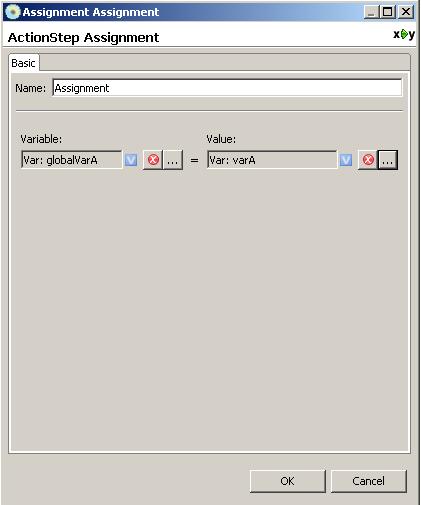 Assignment Assignment
ActionStep Assignment x y
Basic
Name: Assignment
Variable: Value:
Var: globalVarA V x ... = Var: varA V x ...
OK Cancel